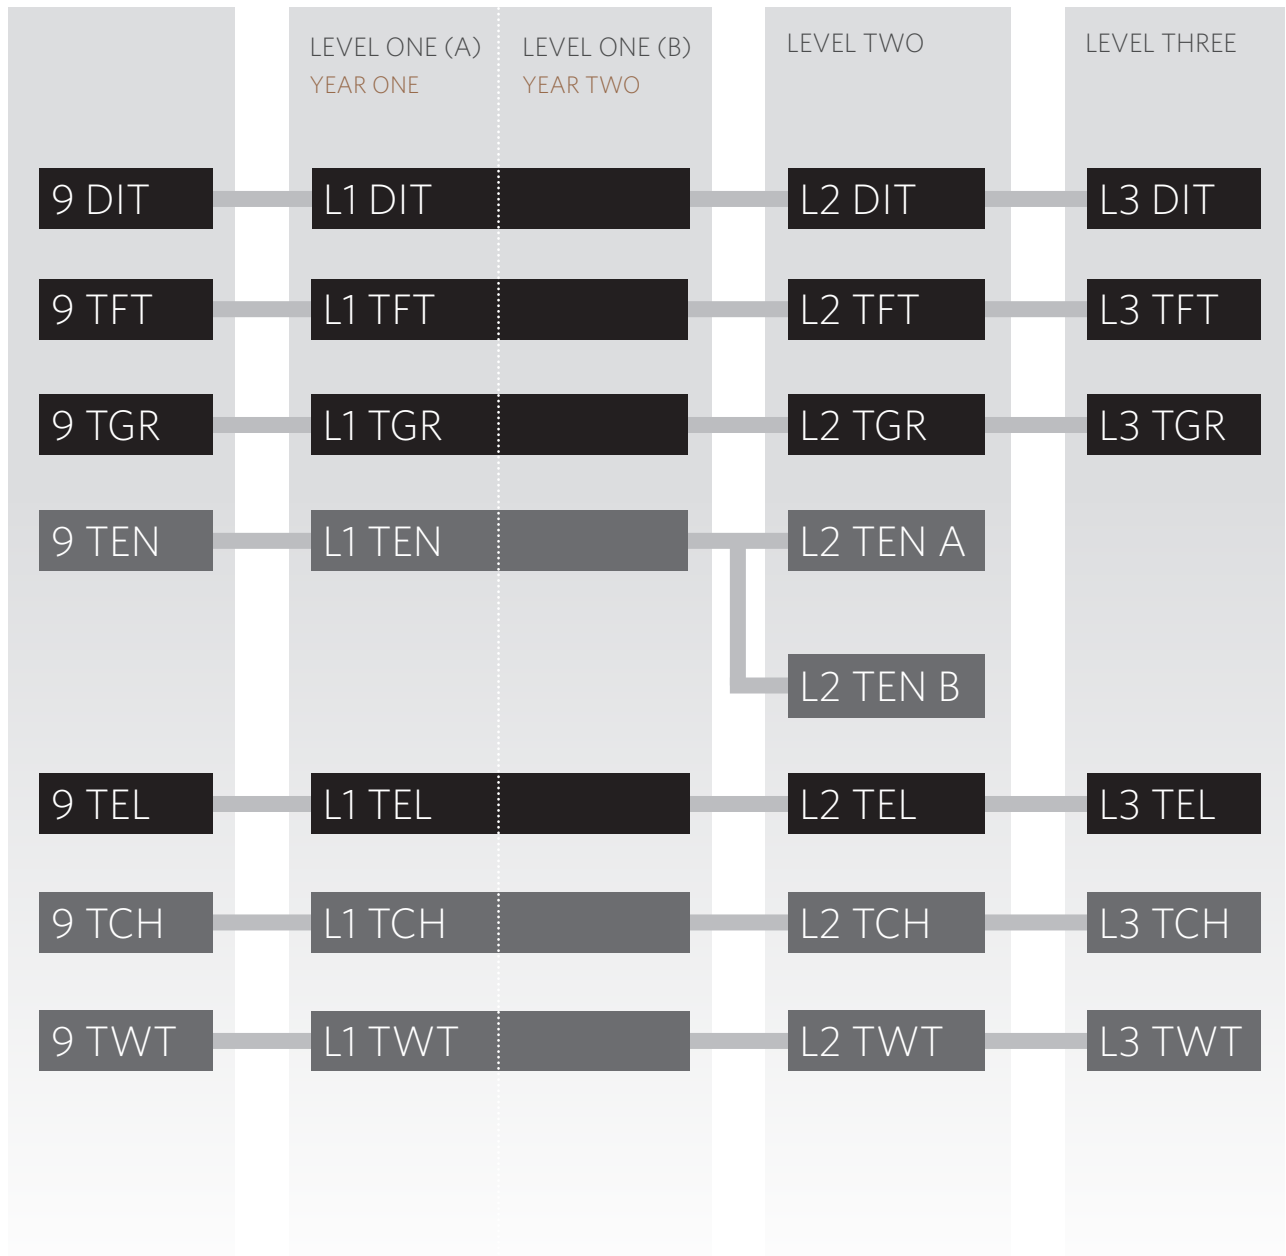 LEVEL ONE (A)
YEAR ONE
LEVEL ONE (B)
YEAR TWO
LEVEL TWO
LEVEL THREE
9 DIT
L1 DIT
L2 DIT
L3 DIT
9 TFT
L1 TFT
L2 TFT
L3 TFT
9 TGR
L1 TGR
L2 TGR
L3 TGR
9 TEN
L1 TEN
L2 TEN A
L2 TEN B
9 TEL
L1 TEL
L2 TEL
L3 TEL
9 TCH
L1 TCH
L2 TCH
L3 TCH
9 TWT
L1 TWT
L2 TWT
L3 TWT